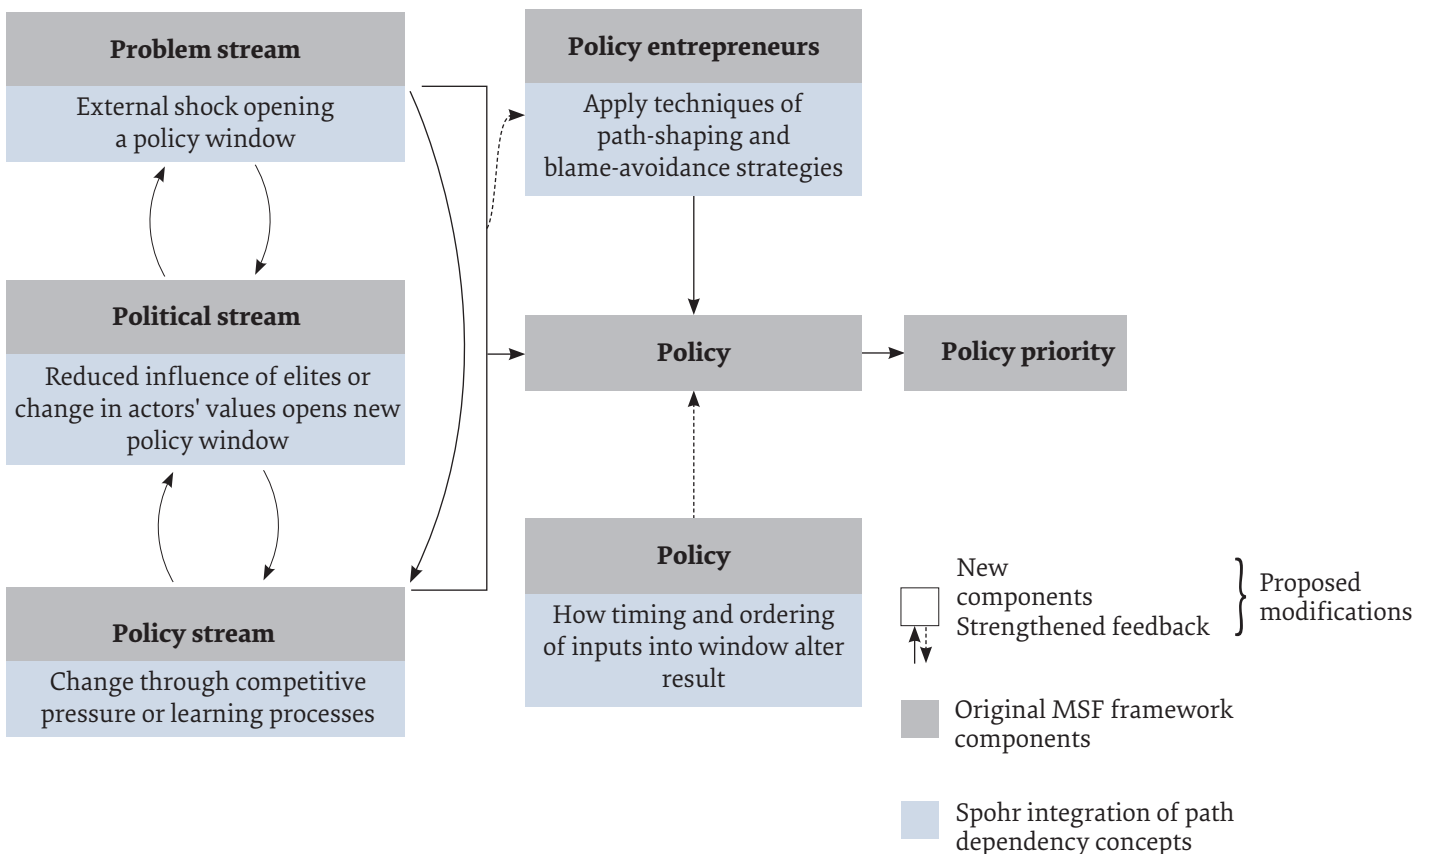 Problem stream
External shock opening
a policy window
Political stream
Reduced influence of elites or
change in actors' values opens new
policy window
Policy stream
Change through competitive
pressure or learning processes
Policy entrepreneurs
Apply techniques of
path-shaping and
blame-avoidance strategies
Policy
Policy priority
Policy
How timing and ordering
of inputs into window alter
result
New
components
Strengthened feedback
Proposed
modifications
Original MSF framework
components
Spohr integration of path
dependency concepts